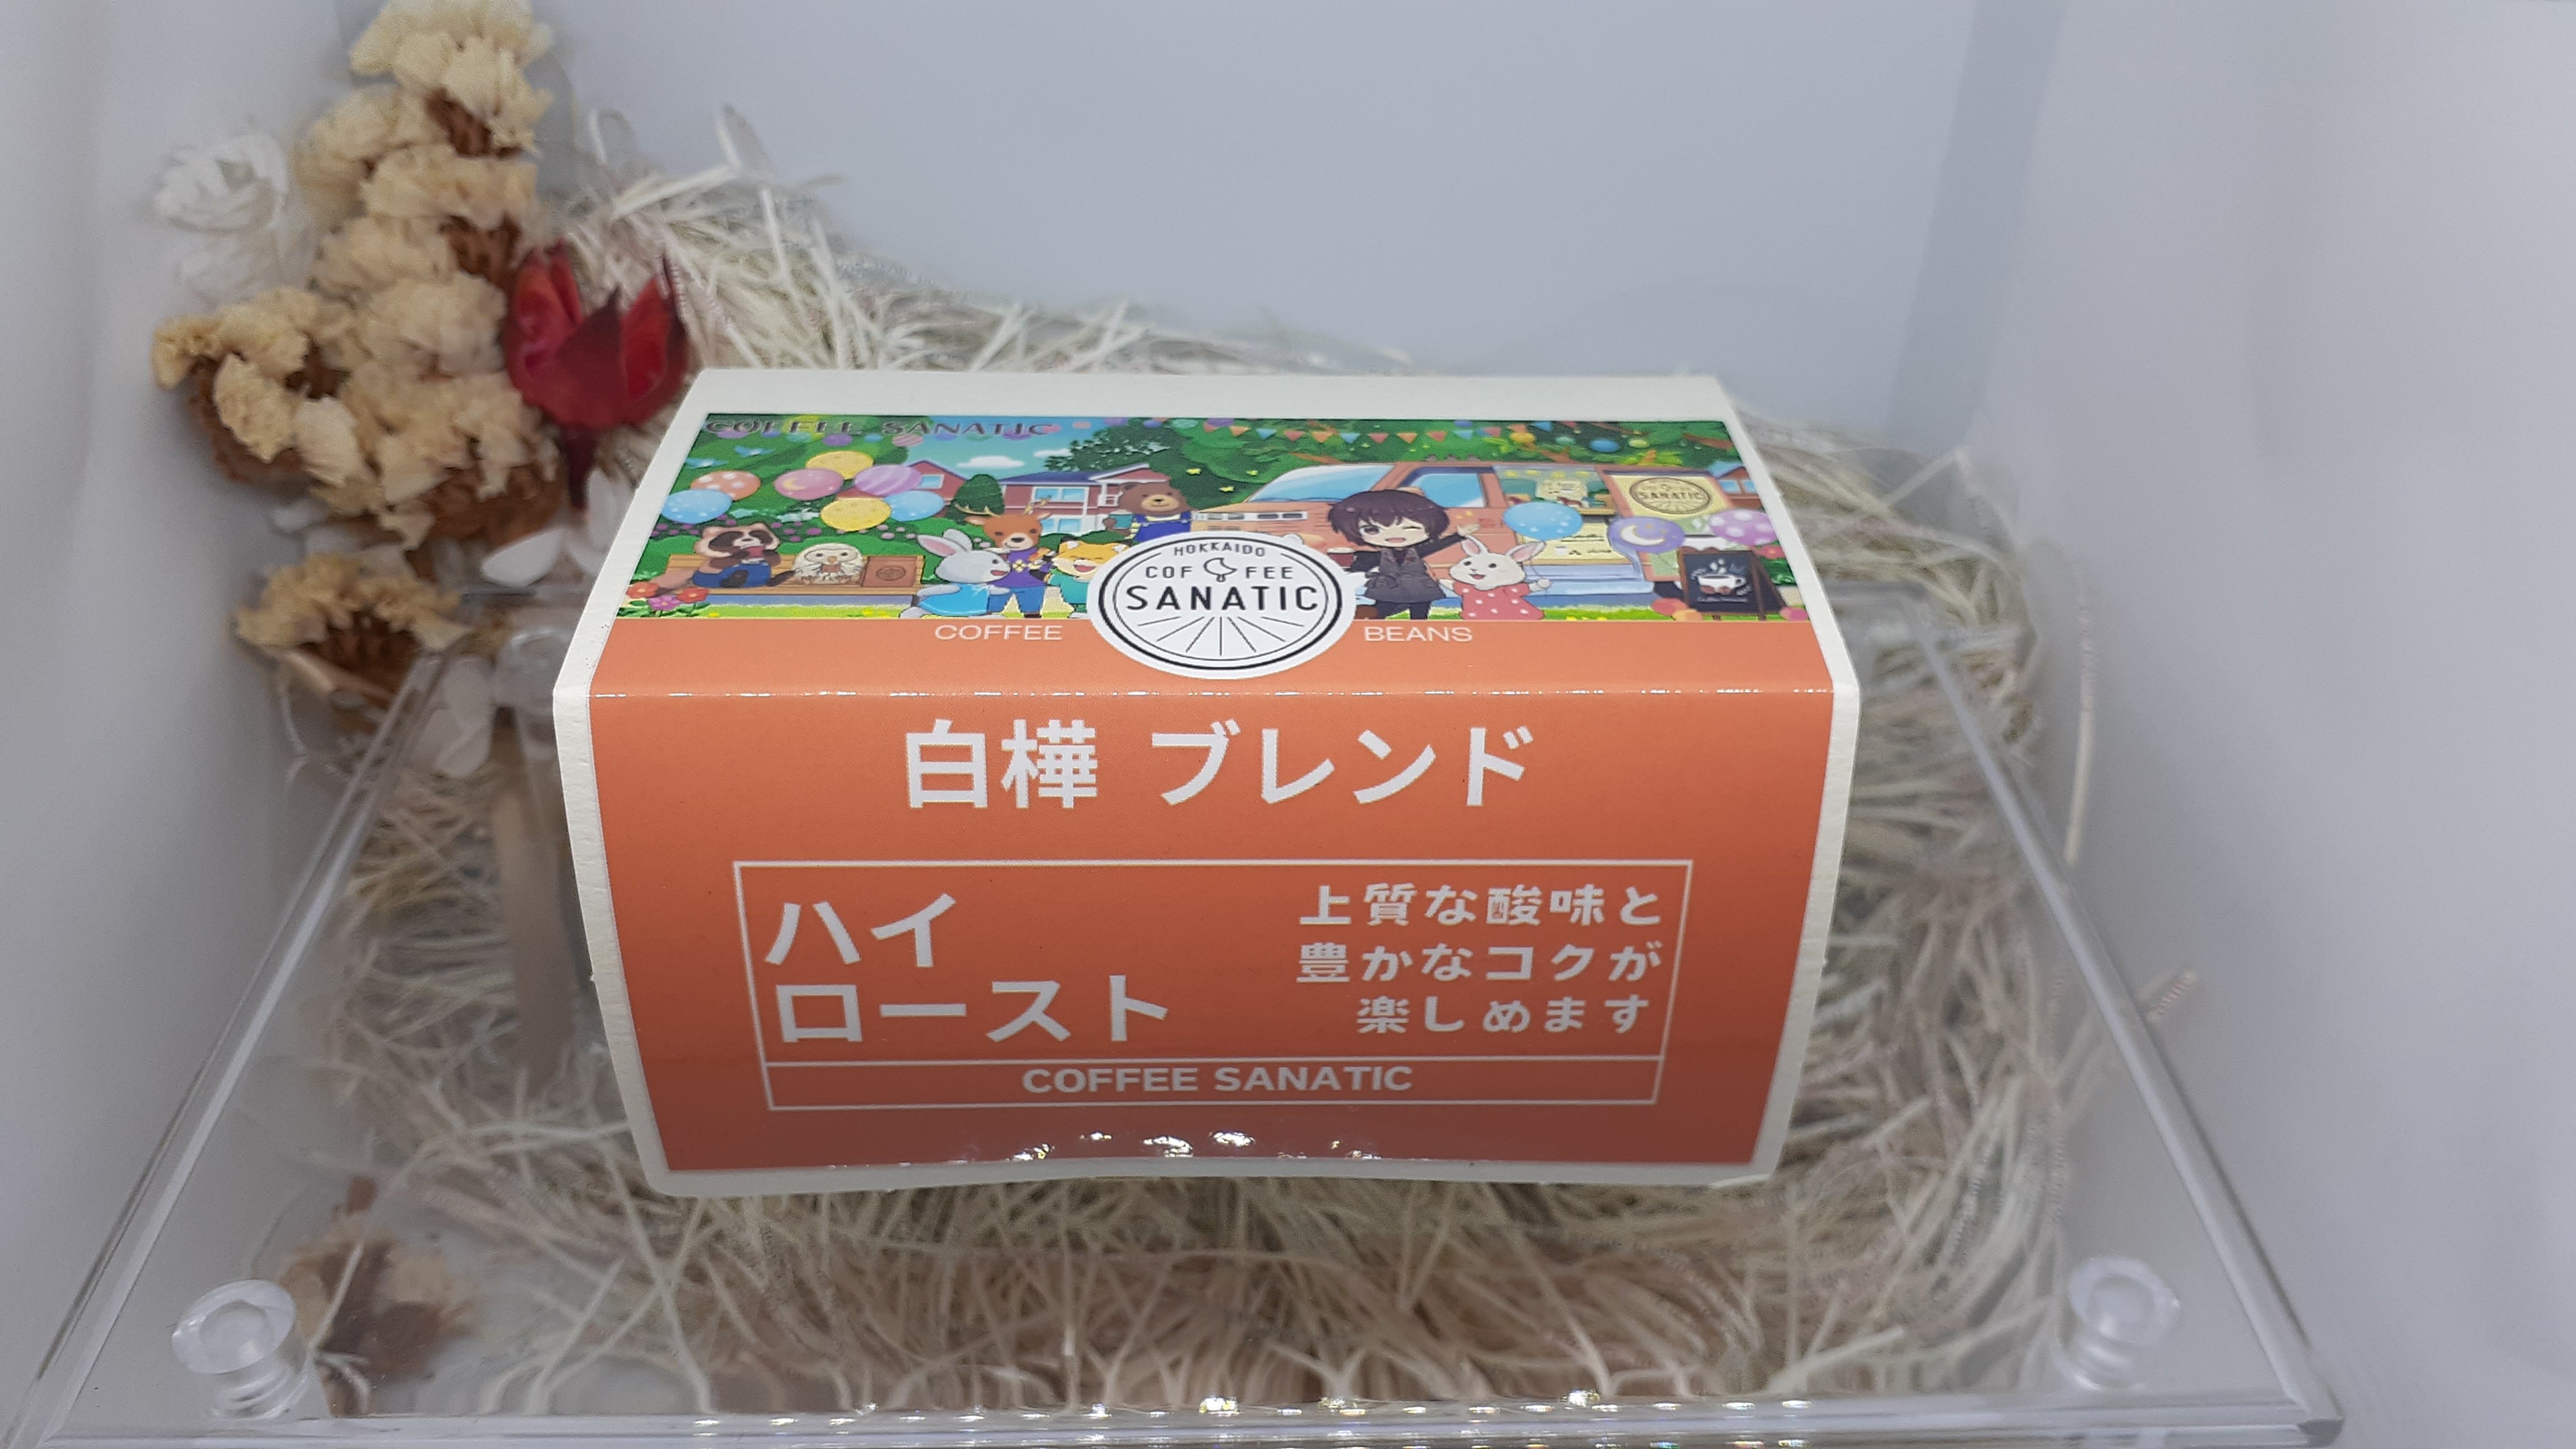 COFFEE SANATIC
SANATIC
HOKKAIDO
COFFEE
SANATIC
COFFEE BEANS
白樺 ブレンド
ハイ
ロースト
上質な酸味と
豊かなコクが
楽しめます
COFFEE SANATIC